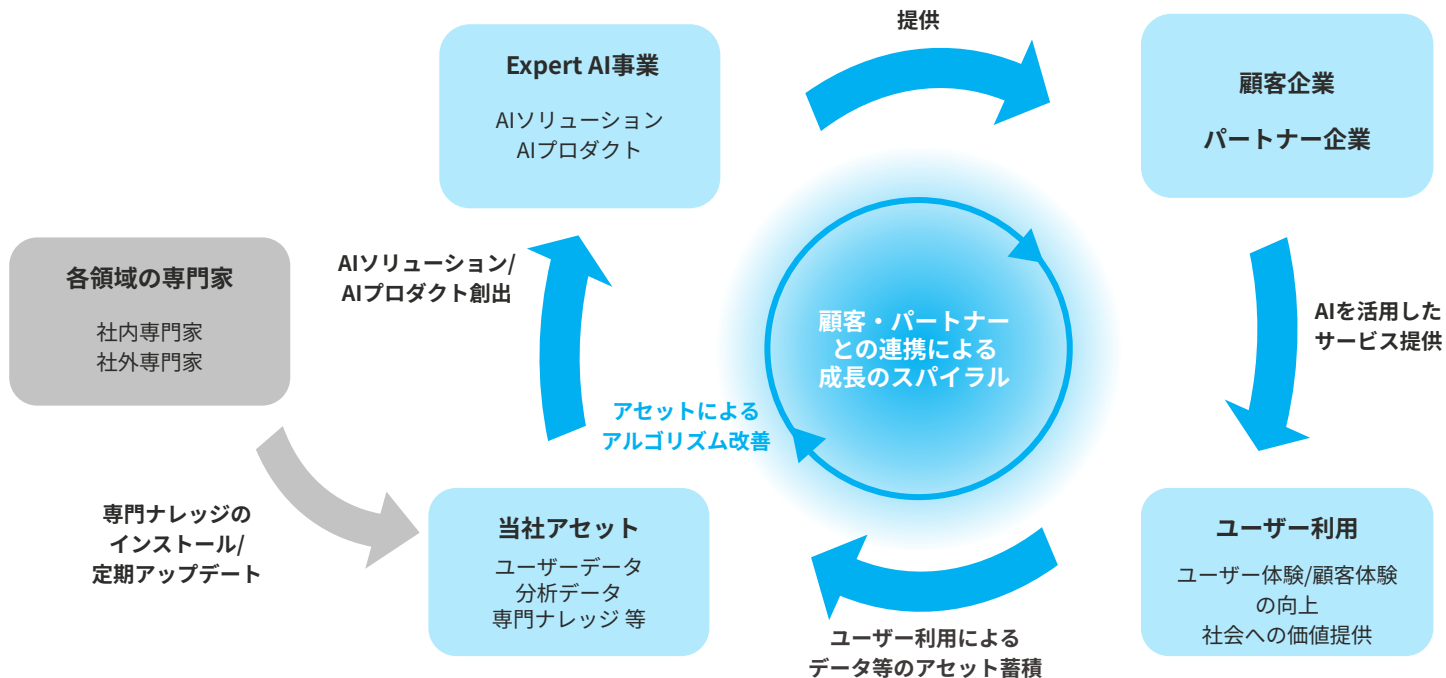 提供
Expert AI事業
AIソリューション
AIプロダクト
顧客企業
パートナー企業
各領域の専門家
社内専門家
社外専門家
AIソリューション/
AIプロダクト創出
顧客・パートナー
との連携による
成長のスパイラル
AIを活用した
サービス提供
アセットによる
アルゴリズム改善
専門ナレッジの
インストール/
定期アップデート
当社アセット
ユーザーデータ
分析データ
専門ナレッジ 等
ユーザー利用
ユーザー体験/顧客体験
の向上
社会への価値提供
ユーザー利用による
データ等のアセット蓄積